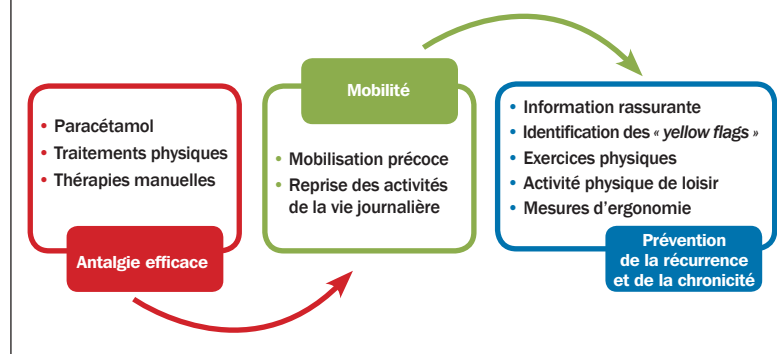 • Paracétamol
• Traitements physiques
• Thérapies manuelles
Antalgie efficace
Mobilité
• Mobilisation précoce
• Reprise des activités
de la vie journalière
• Information rassurante
• Identification des « yellow flags »
• Exercices physiques
• Activité physique de loisir
• Mesures d’ergonomie
Prévention
de la récurrence
et de la chronicité